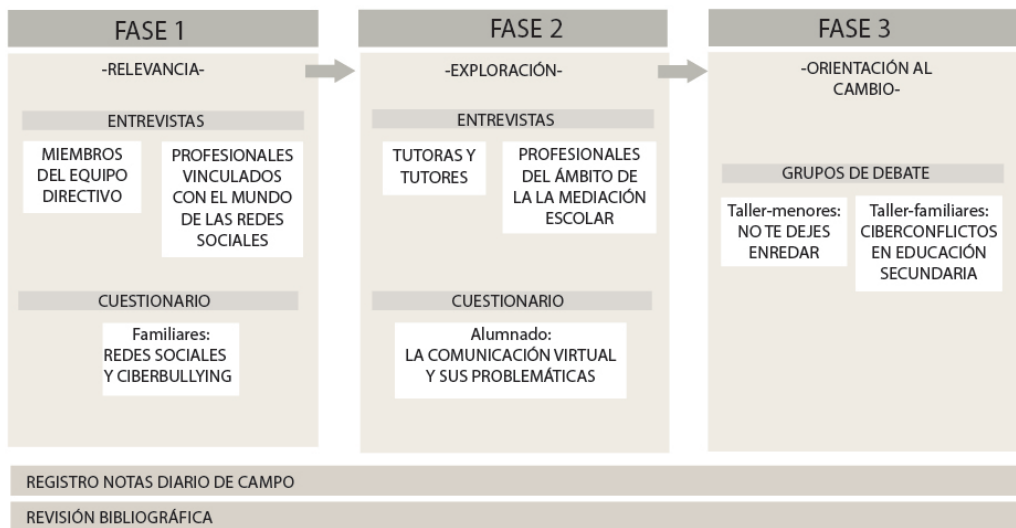 FASE 1
-RELEVANCIA-
ENTREVISTAS
MIEMBROS
DEL EQUIPO
DIRECTIVO
PROFESIONALES
VINCULADOS
CON EL MUNDO
DE LAS REDES
SOCIALES
CUESTIONARIO
Familiares:
REDES SOCIALES
Y CIBERBULLYING
FASE 2
-EXPLORACIÓN-
ENTREVISTAS
TUTORAS Y
TUTORES
PROFESIONALES
DEL ÁMBITO DE
LA LA MEDIACIÓN
ESCOLAR
CUESTIONARIO
Alumnado:
LA COMUNICACIÓN VIRTUAL
Y SUS PROBLEMÁTICAS
FASE 3
-ORIENTACIÓN AL
CAMBIO-
GRUPOS DE DEBATE
Taller-menores:
NO TE DEJES
ENREDAR
Taller-familiares:
CIBERCONFLICTOS
EN EDUCACIÓN
SECUNDARIA
REGISTRO NOTAS DIARIO DE CAMPO
REVISIÓN BIBLIOGRÁFICA